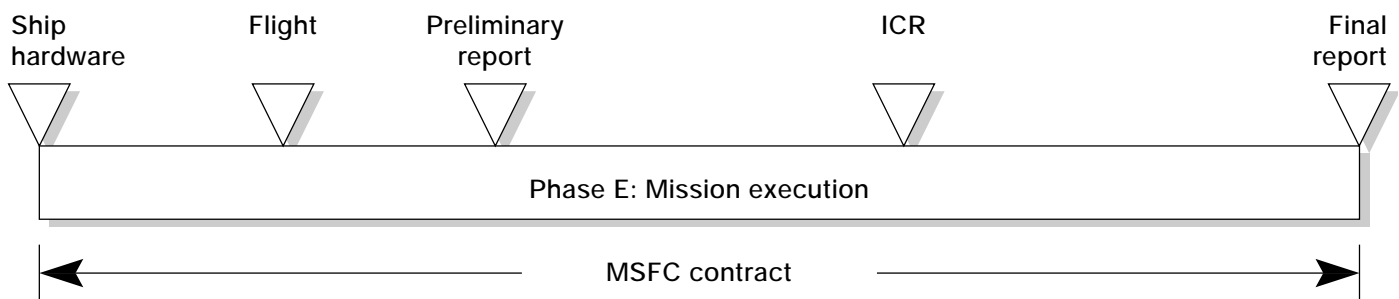 Ship
hardware
Flight
Preliminary
report
ICR
Final
report
Phase E: Mission execution
MSFC contract